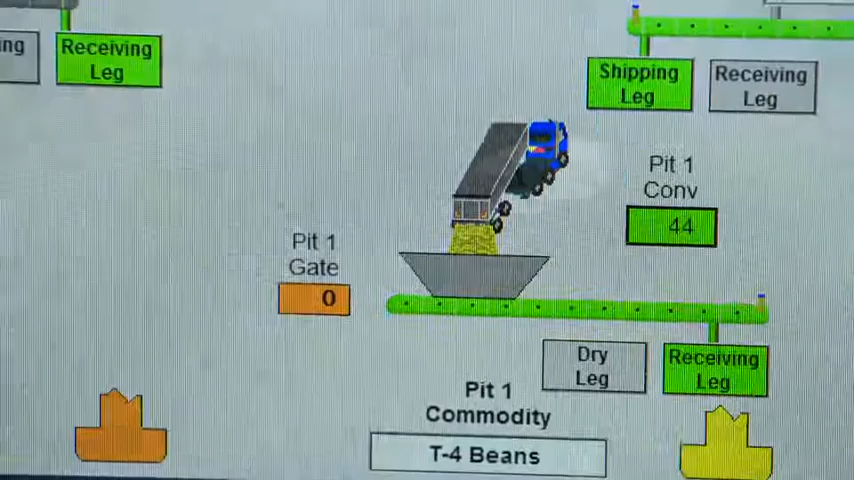 Receiving
Leg
Shipping
Leg
Receiving
Leg
Pit 1
Conv
44
Pit 1
Gate
0
Dry
Leg
Receiving
Leg
Pit 1
Commodity
T-4 Beans